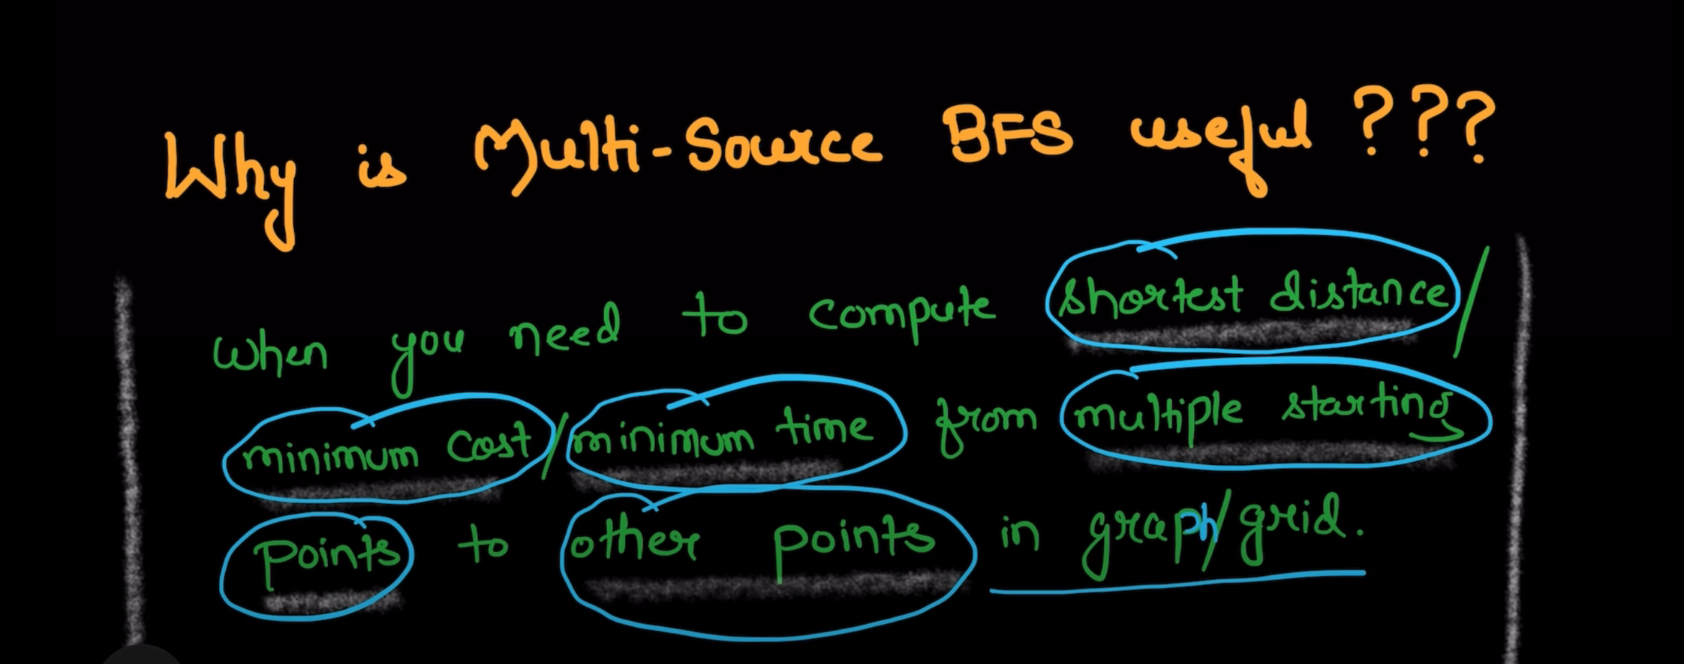 Why is Multi-Source BFS useful ???
When you need to compute shortest distance/
minimum cost/minimum time from multiple starting
points to other points in graph/grid.